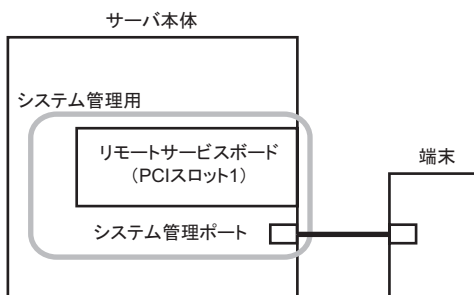 サーバ本体
システム管理用
リモートサービスボード
（PCIスロット1）
端末
システム管理ポート